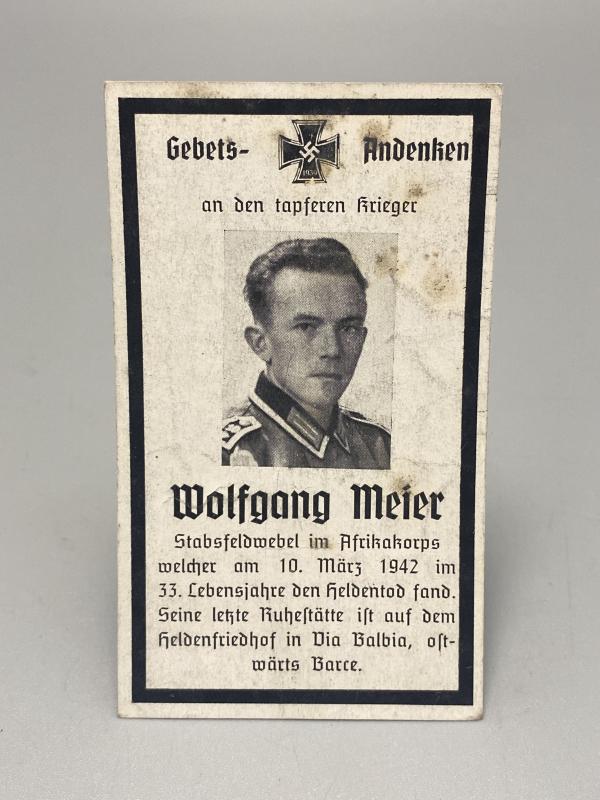 Gebets- Andenken
1939
an den tapferen Krieger
Wolfgang Meier
Stabsfeldwebel im Afrikakorps
welcher am 10. März 1942 im
33. Lebensjahre den Heldentod fand.
Seine letzte Ruhestätte ist auf dem
Heldenfriedhof in Via Balbia, ost-
wärts Barce.